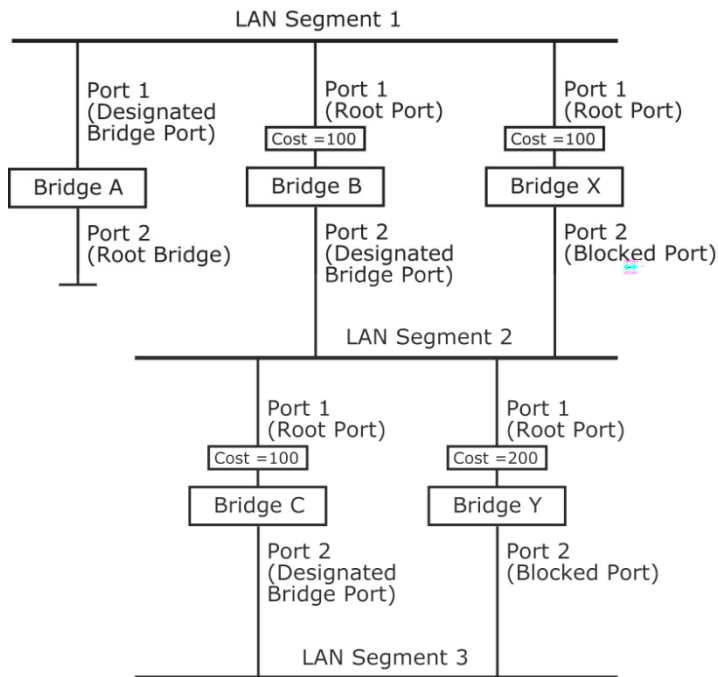 LAN Segment 1
Port 1
(Designated
Bridge Port)
Port 1
(Root Port)
Port 1
(Root Port)
Cost =100
Cost =100
Bridge A
Bridge B
Bridge X
Port 2
(Root Bridge)
Port 2
(Designated
Bridge Port)
Port 2
(Blocked Port)
LAN Segment 2
Port 1
(Root Port)
Port 1
(Root Port)
Cost =100
Cost =200
Bridge C
Bridge Y
Port 2
(Designated
Bridge Port)
Port 2
(Blocked Port)
LAN Segment 3